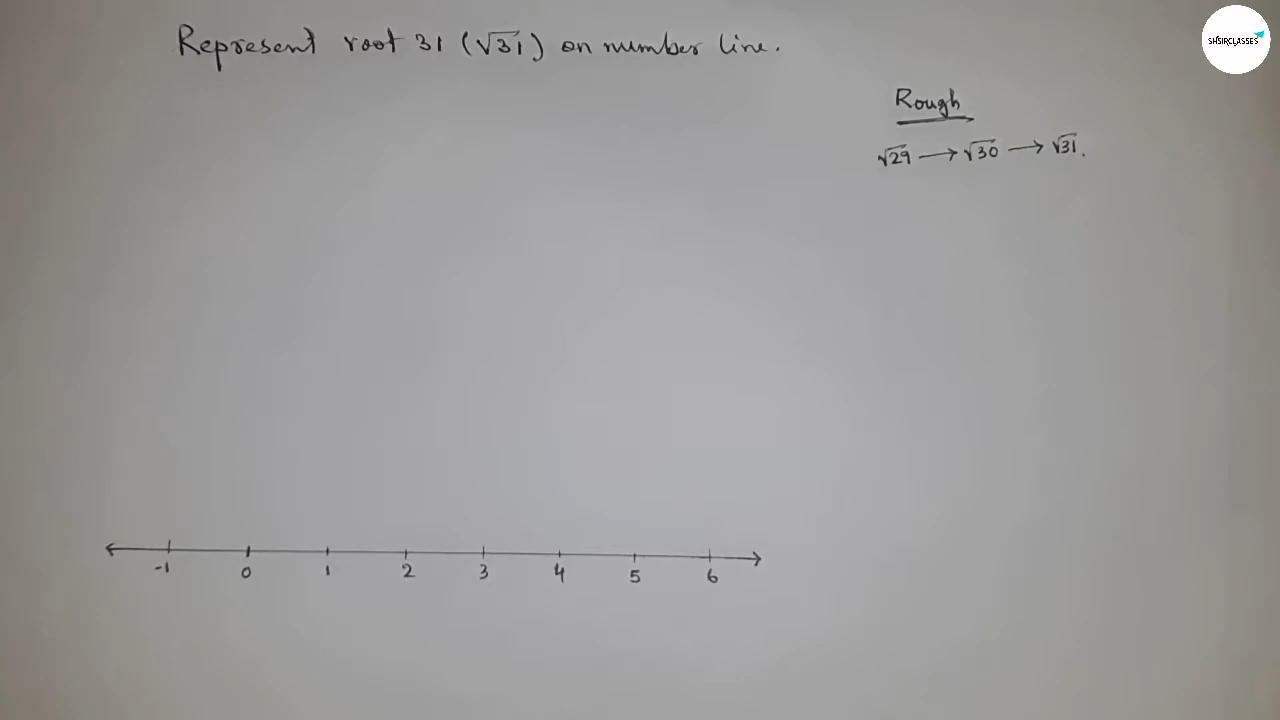 Represent root 31 (√31) on number line.
SHSIRCLASSES
Rough
√29 → √30 → √31.
-1 0 1 2 3 4 5 6